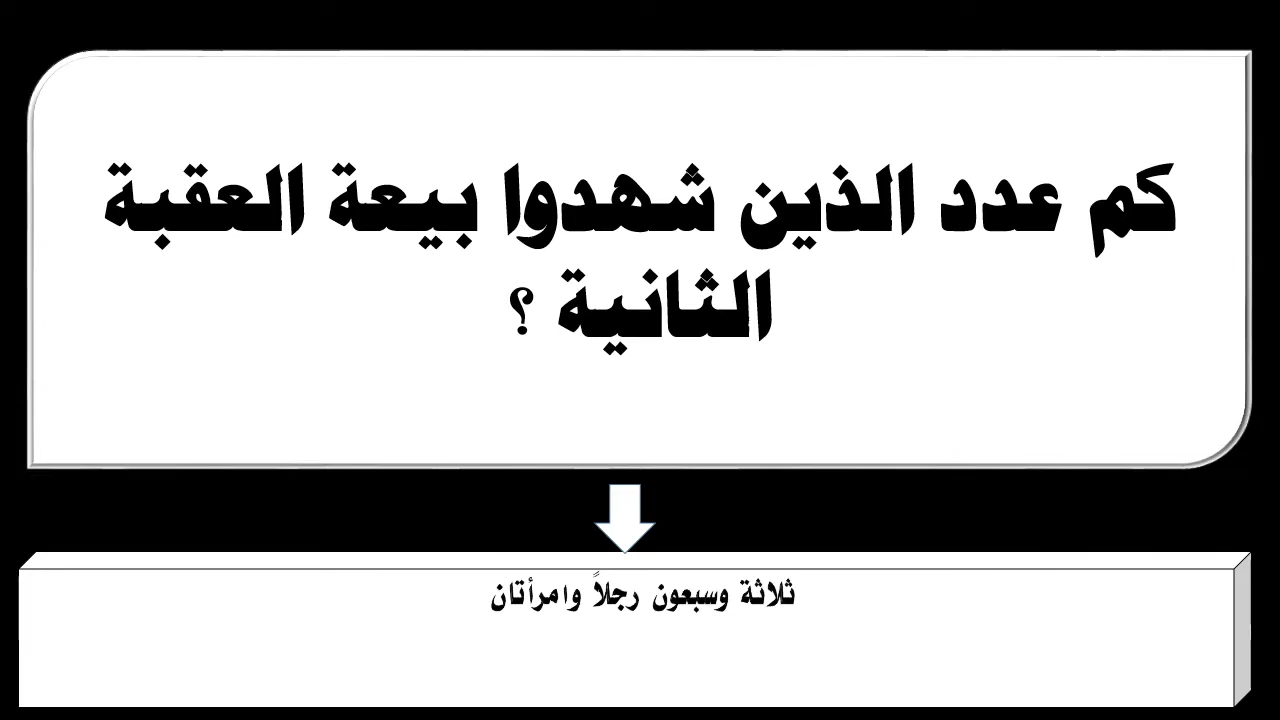 كم عدد الذين شهدوا بيعة العقبة
الثانية ؟
ثلاثة وسبعون رجلاً وامرأتان